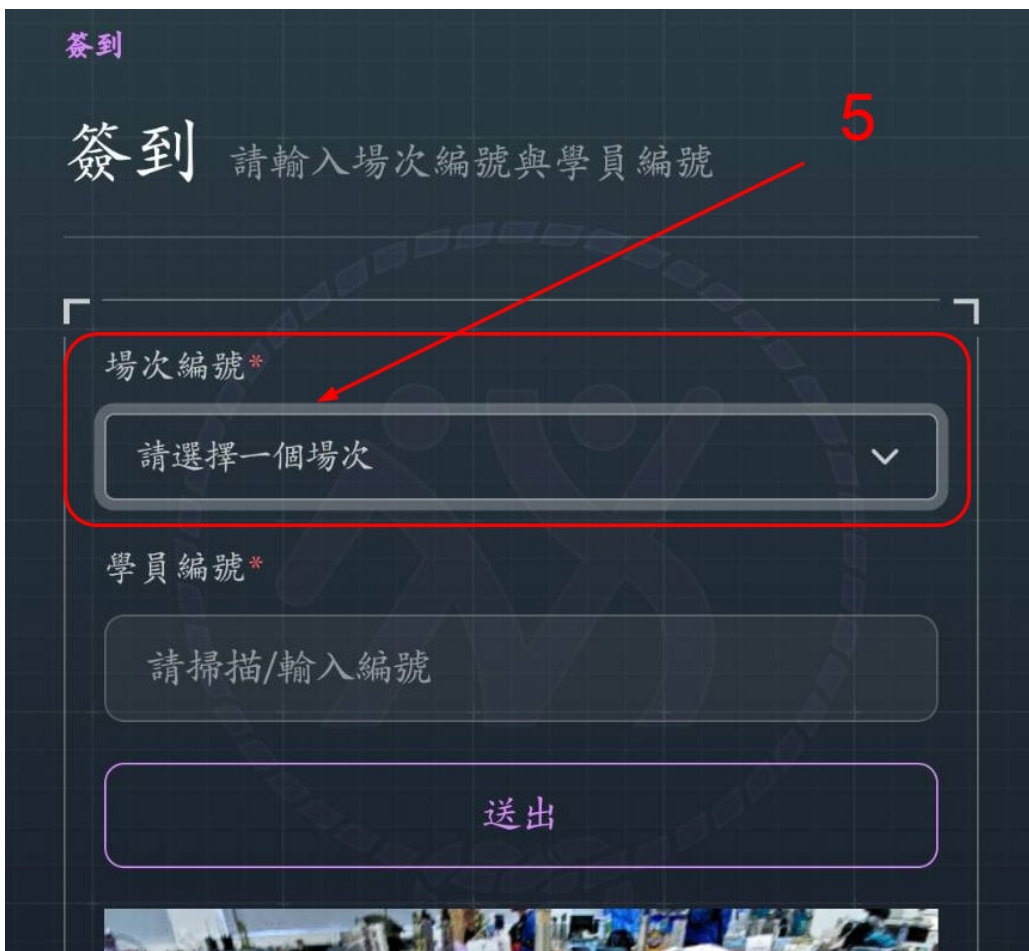 簽到
簽到 請輸入場次編號與學員編號
5
場次編號*
請選擇一個場次
學員編號*
請掃描/輸入編號
送出